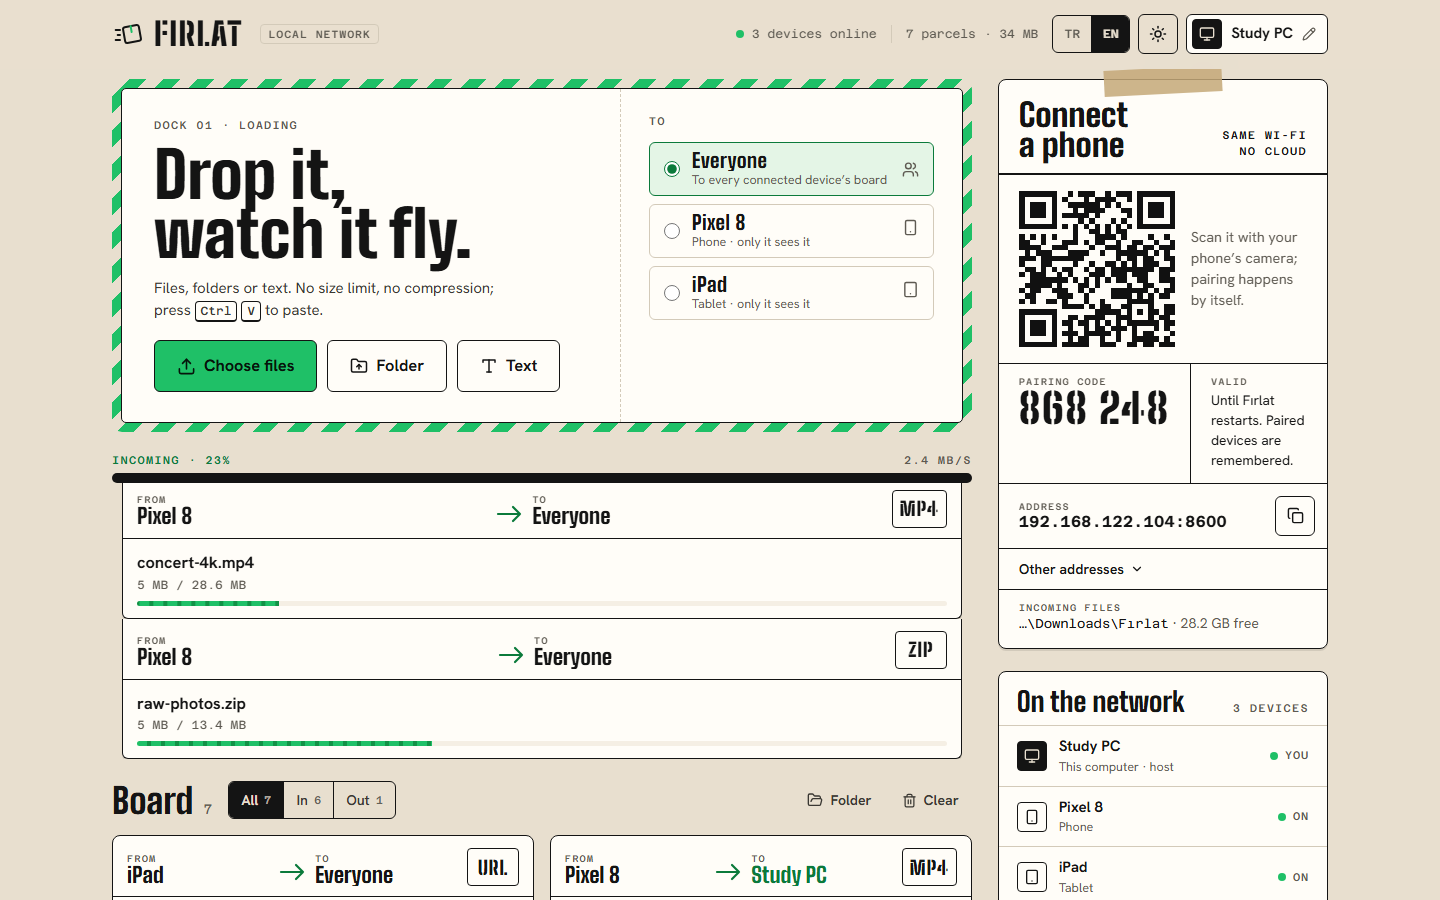 FIRLAT
LOCAL NETWORK
3 devices online
7 parcels · 34 MB
TR
EN
Study PC
DOCK 01 · LOADING
Drop it,
watch it fly.
Files, folders or text. No size limit, no compression;
press Ctrl V to paste.
Choose files
Folder
Text
TO
Everyone
To every connected device’s board
Pixel 8
Phone · only it sees it
iPad
Tablet · only it sees it
INCOMING · 23%
2.4 MB/S
FROM
Pixel 8
TO
Everyone
MP4
concert-4k.mp4
5 MB / 28.6 MB
FROM
Pixel 8
TO
Everyone
ZIP
raw-photos.zip
5 MB / 13.4 MB
Board 7
All 7
In 6
Out 1
Folder
Clear
FROM
iPad
TO
Everyone
URL
FROM
Pixel 8
TO
Study PC
MP4
Connect
a phone
SAME WI-FI
NO CLOUD
Scan it with your
phone’s camera;
pairing happens
by itself.
PAIRING CODE
868 248
VALID
Until Fırlat
restarts. Paired
devices are
remembered.
ADDRESS
192.168.122.104:8600
Other addresses
INCOMING FILES
…\Downloads\Fırlat · 28.2 GB free
On the network
3 DEVICES
Study PC
This computer · host
YOU
Pixel 8
Phone
ON
iPad
Tablet
ON